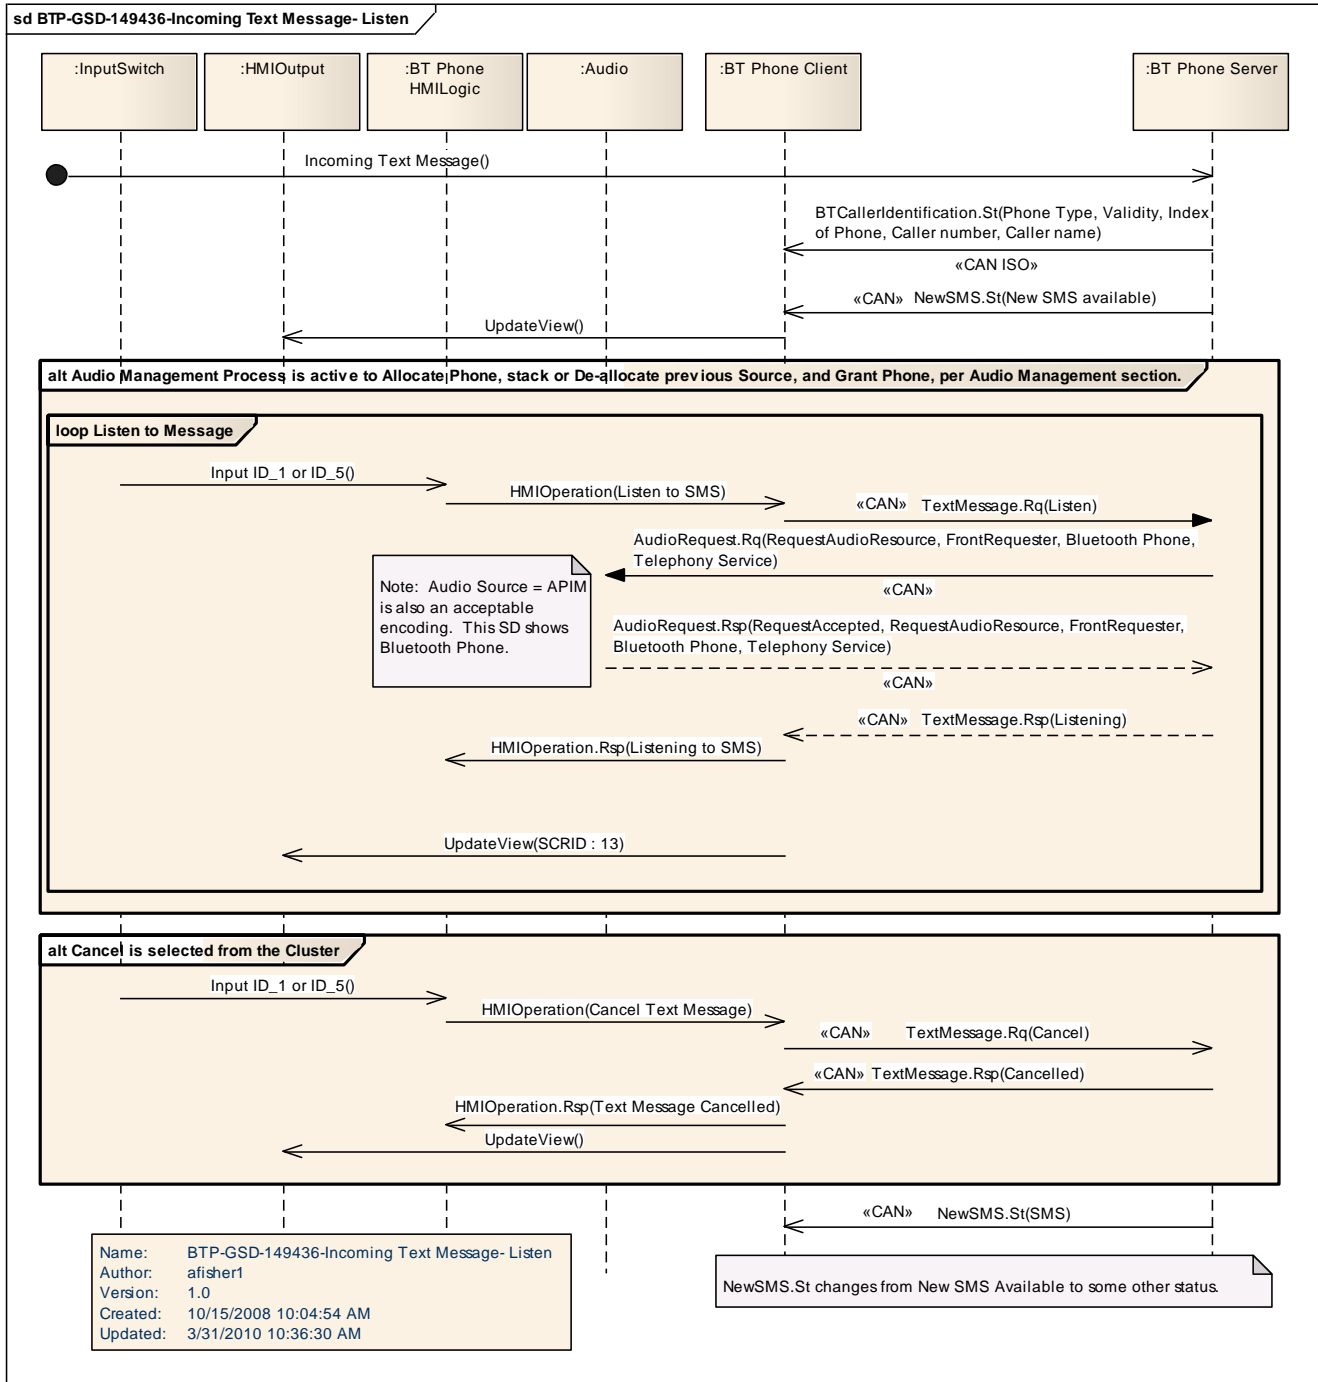 sd BTP-GSD-149436-Incoming Text Message- Listen
:InputSwitch
:HMIOutput
:BT Phone
HMILogic
:Audio
:BT Phone Client
:BT Phone Server
Incoming Text Message()
BTCallerIdentification.St(Phone Type, Validity, Index
of Phone, Caller number, Caller name)
«CAN ISO»
«CAN» NewSMS.St(New SMS available)
UpdateView()
alt Audio Management Process is active to Allocate Phone, stack or De-allocate previous Source, and Grant Phone, per Audio Management section.
loop Listen to Message
Input ID_1 or ID_5()
HMIOperation(Listen to SMS)
«CAN» TextMessage.Rq(Listen)
AudioRequest.Rq(RequestAudioResource, FrontRequester, Bluetooth Phone,
Telephony Service)
«CAN»
Note: Audio Source = APIM
is also an acceptable
encoding. This SD shows
Bluetooth Phone.
AudioRequest.Rsp(RequestAccepted, RequestAudioResource, FrontRequester,
Bluetooth Phone, Telephony Service)
«CAN»
«CAN» TextMessage.Rsp(Listening)
HMIOperation.Rsp(Listening to SMS)
UpdateView(SCRID : 13)
alt Cancel is selected from the Cluster
Input ID_1 or ID_5()
HMIOperation(Cancel Text Message)
«CAN» TextMessage.Rq(Cancel)
«CAN» TextMessage.Rsp(Cancelled)
HMIOperation.Rsp(Text Message Cancelled)
UpdateView()
«CAN» NewSMS.St(SMS)
NewSMS.St changes from New SMS Available to some other status.
Name: BTP-GSD-149436-Incoming Text Message- Listen
Author: afisher1
Version: 1.0
Created: 10/15/2008 10:04:54 AM
Updated: 3/31/2010 10:36:30 AM